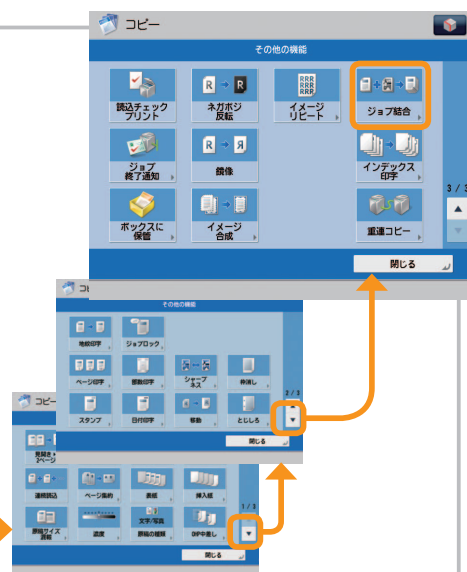 コピー
その他の機能
読込チェック
プリント
ネガポジ
反転
イメージ
リピート
ジョブ結合
ジョブ
終了通知
鏡像
インデックス
印字
ボックスに
保管
イメージ
合成
重連コピー
3 / 3
閉じる
コピ
その他の機能
地紋印字
ジョブロック
ページ印字
部数印字
シャープ
ネス
枠消し
スタンプ
日付印字
移動
とじしろ
2 / 3
閉じる
コピー
見開き▶
2ページ
連続読込
ページ集約
表紙
挿入紙
原稿サイズ
混載
濃度
文字/写真
原稿の種類
1 / 3
閉じる